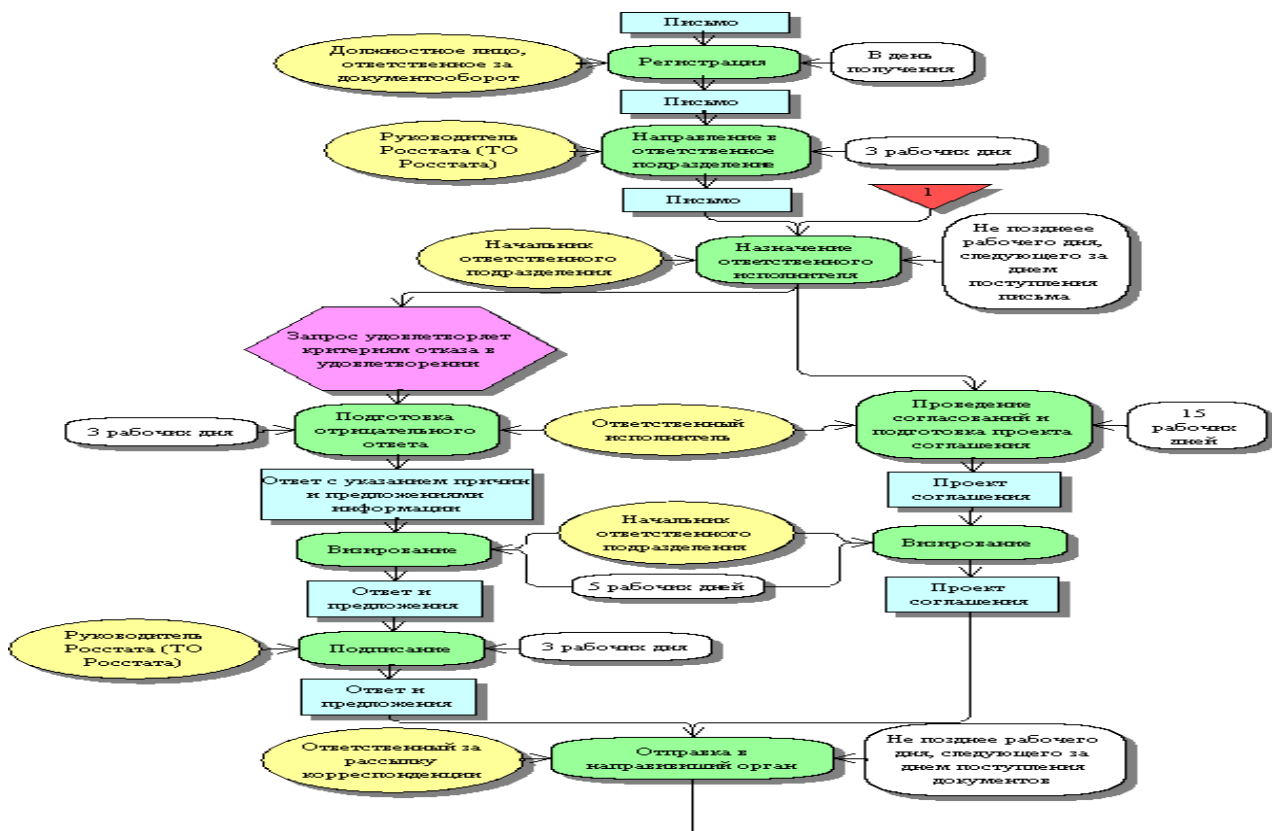 Письмо
Должностное лицо,
ответственное за
документооборот
Регистрация
В день
получения
Письмо
Руководитель
Росстата (ТО
Росстата)
Направление в
ответственное
подразделение
3 рабочих дня
1
Письмо
Начальник
ответственного
подразделения
Назначение
ответственного
исполнителя
Не позднеее
рабочего дня,
следующего за
днем
поступления
письма
Запрос удовлетворяет
критериям отказа в
удовлетворении
3 рабочих дня
Подготовка
отрицательного
ответа
Ответственный
исполнитель
Проведение
согласований и
подготовка проекта
соглашения
15
рабочих
дней
Ответ с указанием причин
и предложениями
информации
Проект
соглашения
Визирование
Начальник
ответственного
подразделения
Визирование
5 рабочих дней
Ответ и
предложения
Проект
соглашения
Руководитель
Росстата (ТО
Росстата)
Подписание
3 рабочих дня
Ответ и
предложения
Ответственный за
рассылку
корреспонденции
Отправка в
направивший орган
Не позднее рабочего
дня, следующего за
днем поступления
документов